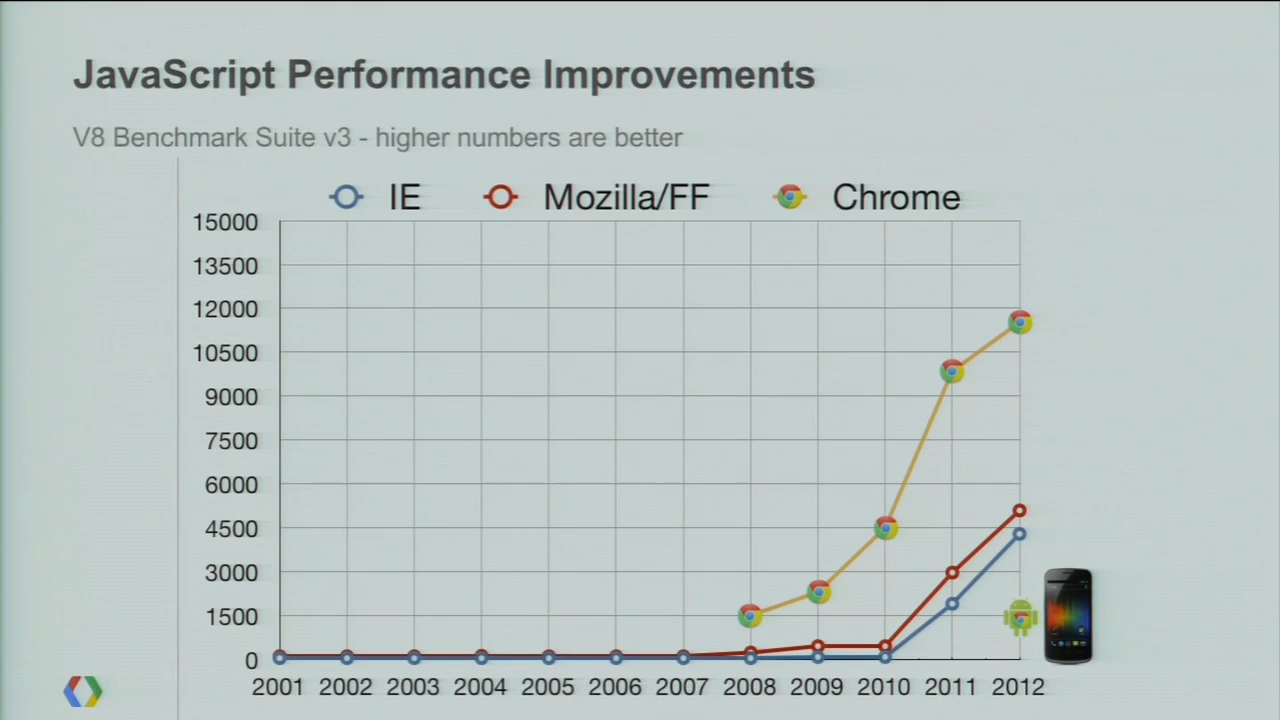 JavaScript Performance Improvements
V8 Benchmark Suite v3 - higher numbers are better
IE Mozilla/FF Chrome
15000
13500
12000
10500
9000
7500
6000
4500
3000
1500
0
2001 2002 2003 2004 2005 2006 2007 2008 2009 2010 2011 2012